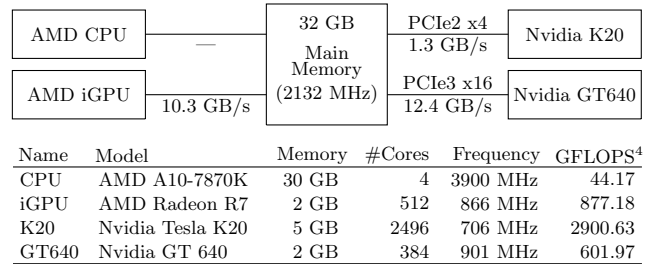 AMD CPU
—
32 GB
Main
Memory
(2132 MHz)
PCIe2 x4
1.3 GB/s
Nvidia K20
AMD iGPU
10.3 GB/s
PCIe3 x16
12.4 GB/s
Nvidia GT640
Name Model Memory #Cores Frequency GFLOPS⁴
CPU AMD A10-7870K 30 GB 4 3900 MHz 44.17
iGPU AMD Radeon R7 2 GB 512 866 MHz 877.18
K20 Nvidia Tesla K20 5 GB 2496 706 MHz 2900.63
GT640 Nvidia GT 640 2 GB 384 901 MHz 601.97